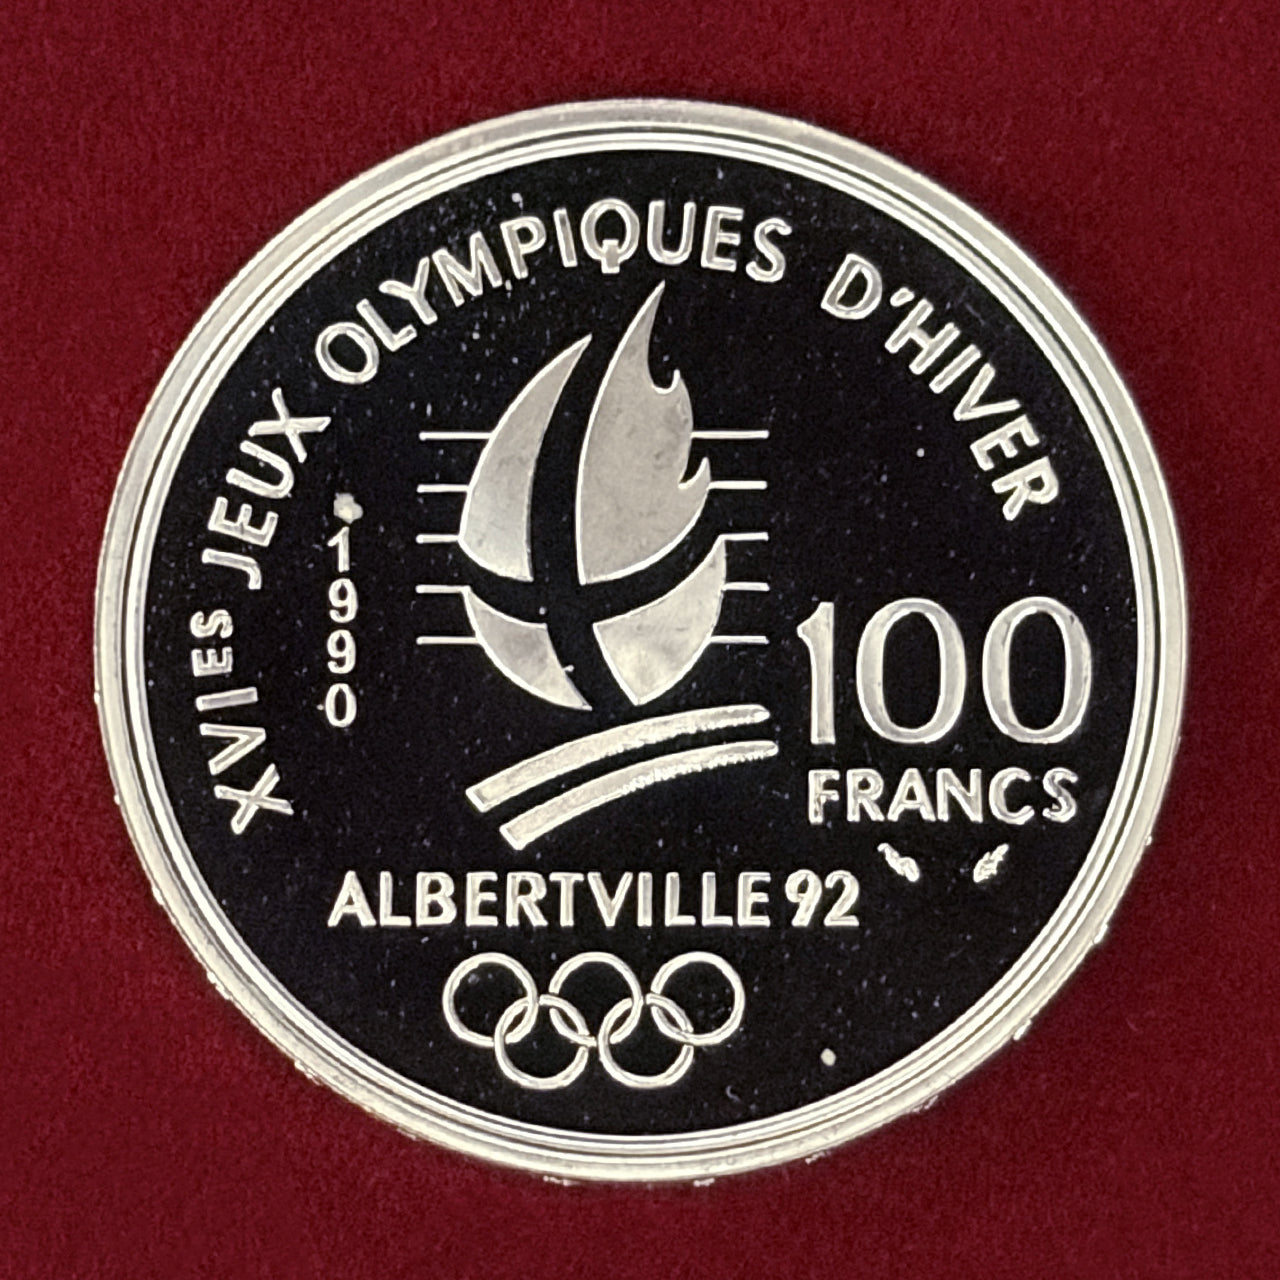 XVIES JEUX OLYMPIQUES D'HIVER
1990
100
FRANCS
ALBERTVILLE 92